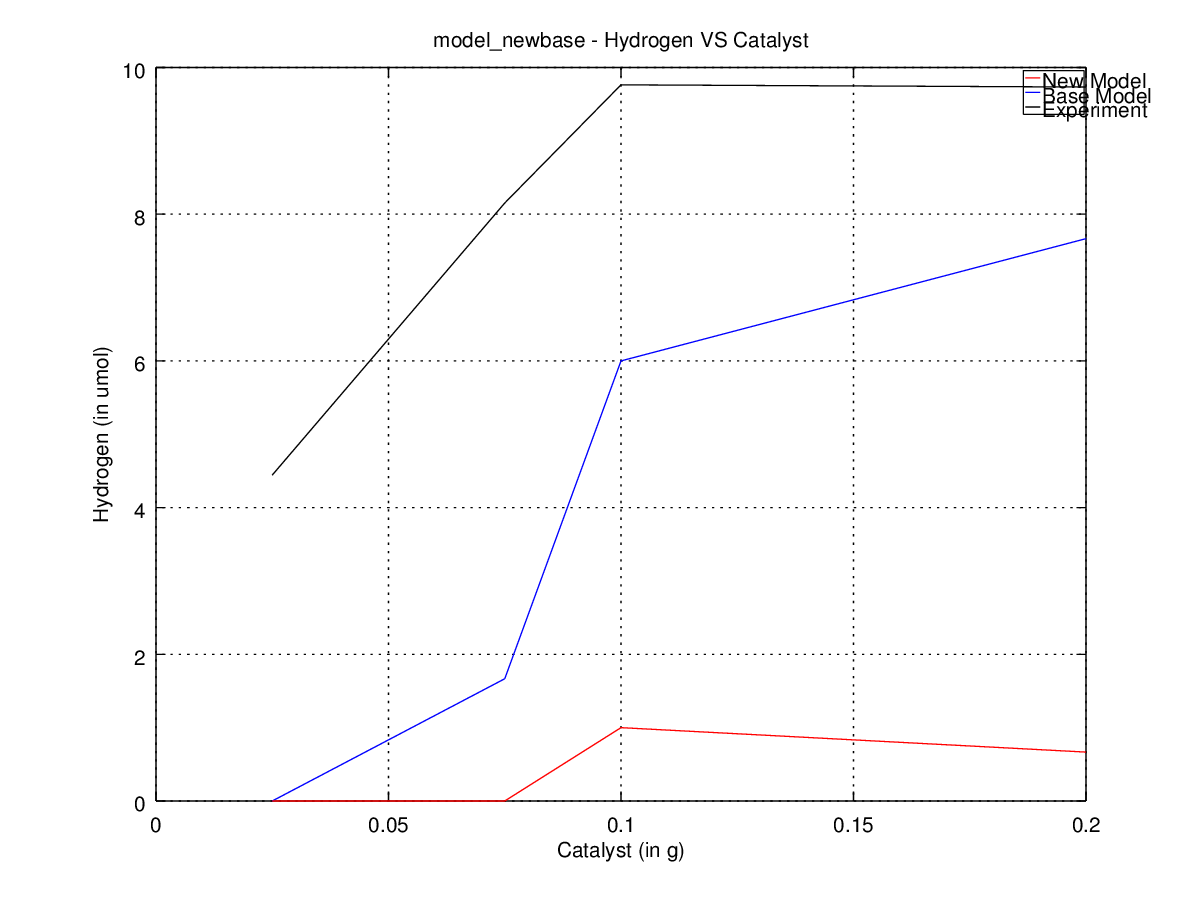 model_newbase - Hydrogen VS Catalyst
New Model
Base Model
Experiment
10
8
6
4
2
0
Hydrogen (in umol)
0 0.05 0.1 0.15 0.2
Catalyst (in g)